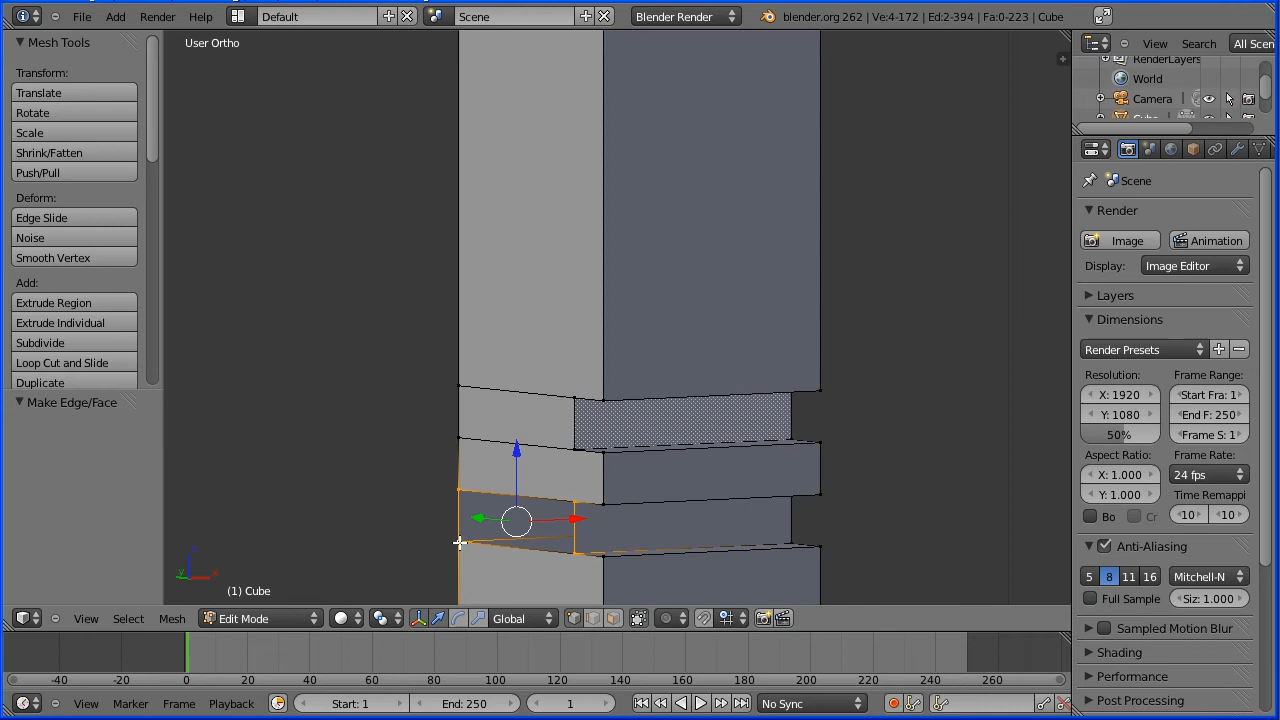 File Add Render Help Default Scene Blender Render blender.org 262 | Ve:4-172 | Ed:2-394 | Fa:0-223 | Cube
Mesh Tools
Transform:
Translate
Rotate
Scale
Shrink/Fatten
Push/Pull
Deform:
Edge Slide
Noise
Smooth Vertex
Add:
Extrude Region
Extrude Individual
Subdivide
Loop Cut and Slide
Duplicate
Make Edge/Face
User Ortho
z
y x
(1) Cube
View Search All Scen
RenderLayers
World
Camera
Scene
Render
Image Animation
Display: Image Editor
Layers
Dimensions
Render Presets
Resolution: Frame Range:
X: 1920 Start Fra: 1
Y: 1080 End F: 250
50% Frame S: 1
Aspect Ratio: Frame Rate:
X: 1.000 24 fps
Y: 1.000 Time Remappi
Bo Cr 10 10
Anti-Aliasing
5 8 11 16 Mitchell-N
Full Sample Siz: 1.000
Sampled Motion Blur
Shading
Performance
Post Processing
View Select Mesh Edit Mode Global
-40 -20 0 20 40 60 80 100 120 140 160 180 200 220 240 260
View Marker Frame Playback Start: 1 End: 250 1 No Sync